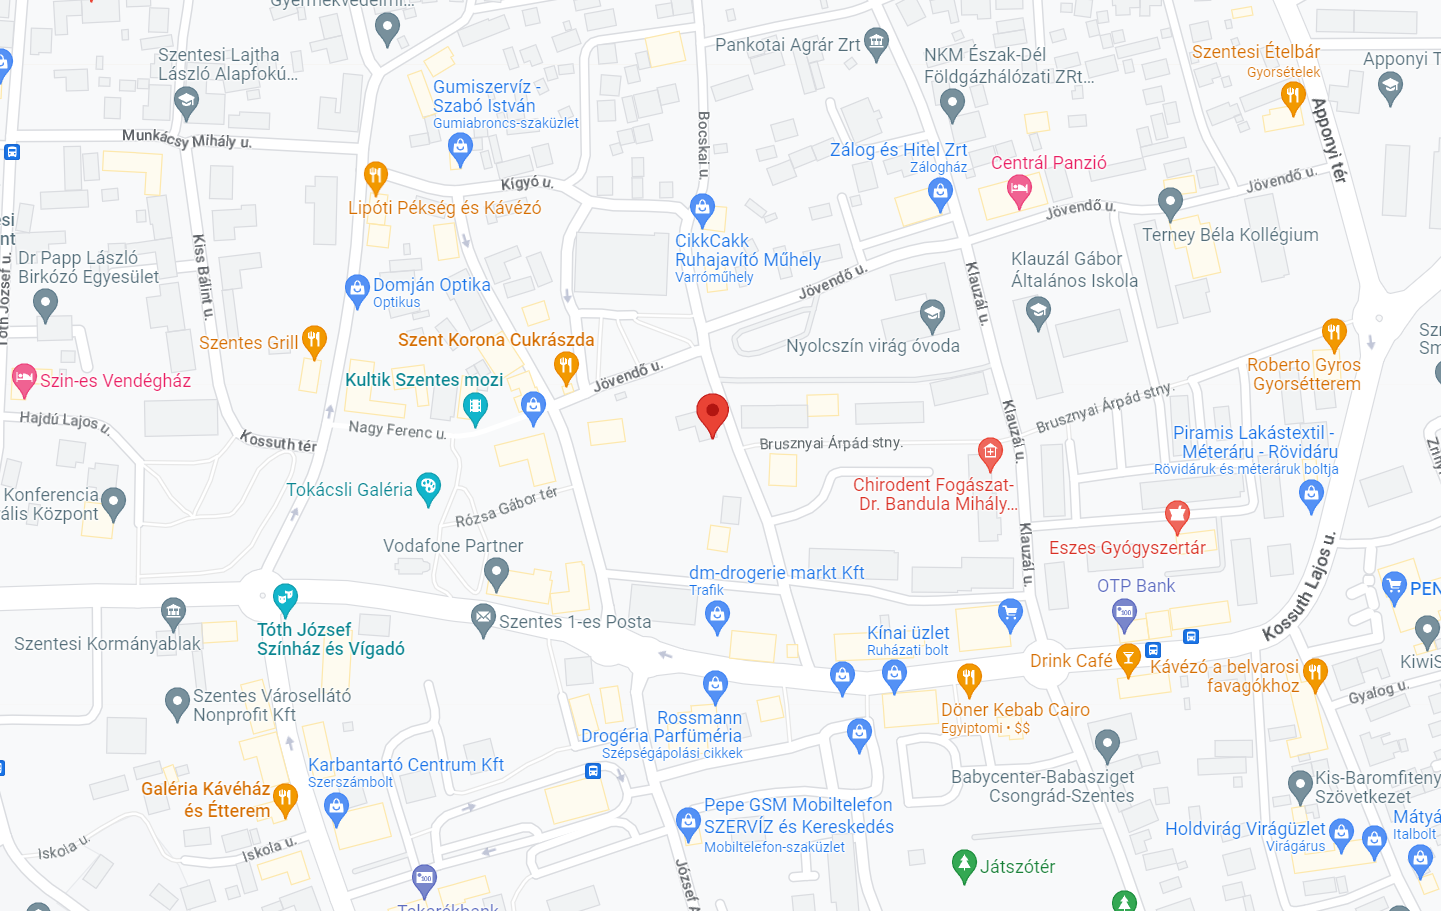 Gyermekvédelmi...
Szentesi Lajtha
László Alapfokú...
Gumiszervíz -
Szabó István
Gumiabroncs-szaküzlet
Pankotai Agrár Zrt
NKM Észak-Dél
Földgázhálózati ZRt...
Szentesi Ételbár
Gyorsételek
Apponyi T
Apponyi tér
Munkácsy Mihály u.
Bocskai u.
Zálog és Hitel Zrt
Zálogház
Centrál Panzió
Kígyó u.
Jövendő u.
Jövendő u.
Lipóti Pékség és Kávézó
Terney Béla Kollégium
CikkCakk
Ruhajavító Műhely
Varróműhely
Kiss Bálint u.
Tóth József u.
Dr Papp László
Birkózó Egyesület
Domján Optika
Optikus
Jövendő u.
Klauzál u.
Klauzál Gábor
Általános Iskola
Szentes Grill
Szent Korona Cukrászda
Nyolcszín virág óvoda
Roberto Gyros
Gyorsétterem
Szin-es Vendégház
Kultik Szentes mozi
Jövendő u.
Brusznyai Árpád stny.
Hajdú Lajos u.
Kossuth tér
Nagy Ferenc u.
Brusznyai Árpád stny.
Klauzál u.
Piramis Lakástextil -
Méteráru - Rövidáru
Rövidáruk és méteráruk boltja
Konferencia
ális Központ
Tokácsli Galéria
Rózsa Gábor tér
Chirodent Fogászat-
Dr. Bandula Mihály...
Eszes Gyógyszertár
Klauzál u.
Kossuth Lajos u.
Vodafone Partner
dm-drogerie markt Kft
Trafik
OTP Bank
PEN
Szentesi Kormányablak
Tóth József
Színház és Vígadó
Szentes 1-es Posta
Kínai üzlet
Ruházati bolt
Drink Café
Kávézó a belvarosi
favagókhoz
KiwiS
Gyalog u.
Szentes Városellátó
Nonprofit Kft
Rossmann
Drogéria Parfüméria
Szépségápolási cikkek
Döner Kebab Cairo
Egyiptomi • $$
Karbantartó Centrum Kft
Szerszámbolt
Galéria Kávéház
és Étterem
Babycenter-Babasziget
Csongrád-Szentes
Kis-Baromfiteny
Szövetkezet
Pepe GSM Mobiltelefon
SZERVÍZ és Kereskedés
Mobiltelefon-szaküzlet
Holdvirág Virágüzlet
Virágárus
Mátyá
Italbolt
Iskola u.
Iskola u.
József A
Játszótér
Takarékbank